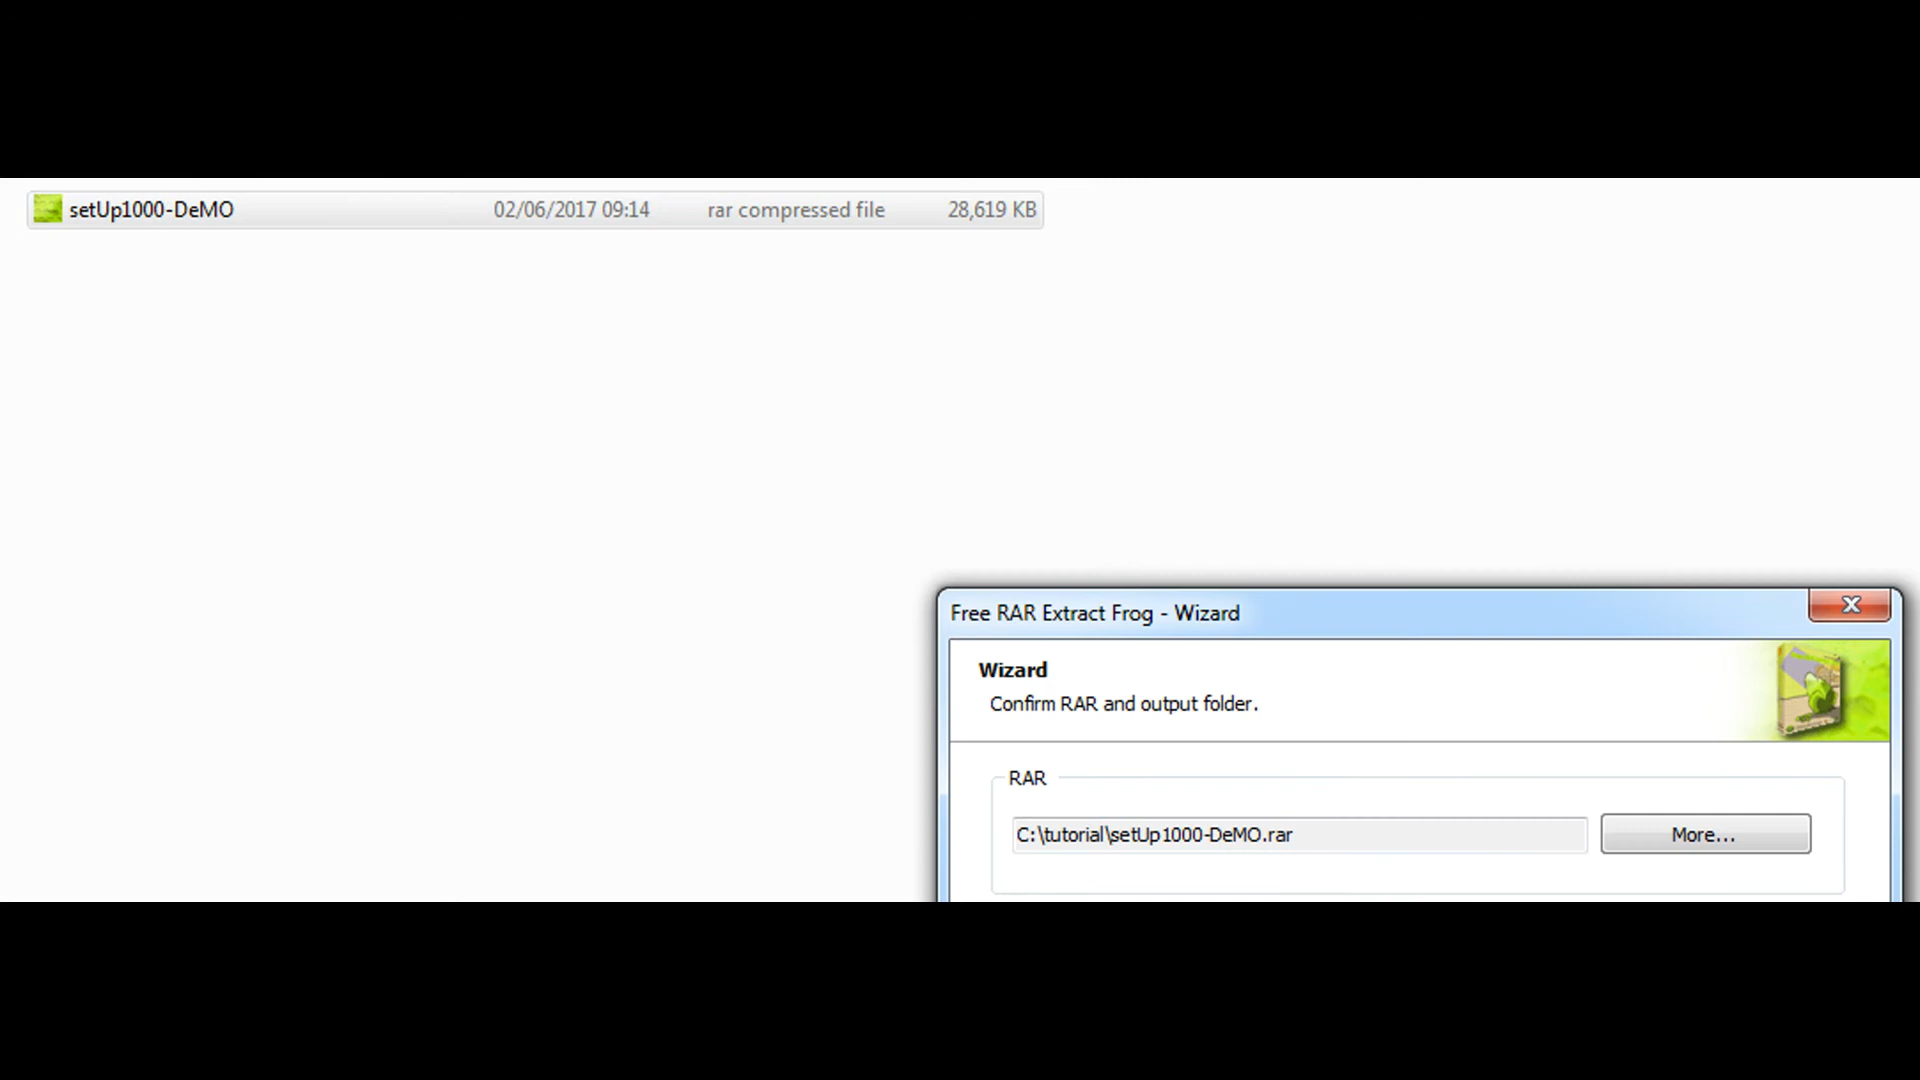 setUp1000-DeMO 02/06/2017 09:14 rar compressed file 28,619 KB
Free RAR Extract Frog - Wizard
Wizard
Confirm RAR and output folder.
RAR
C:\tutorial\setUp1000-DeMO.rar More...